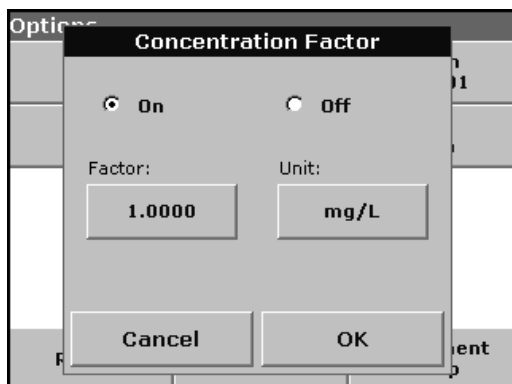 Options
Concentration Factor
On Off
Factor: Unit:
1.0000 mg/L
Cancel OK